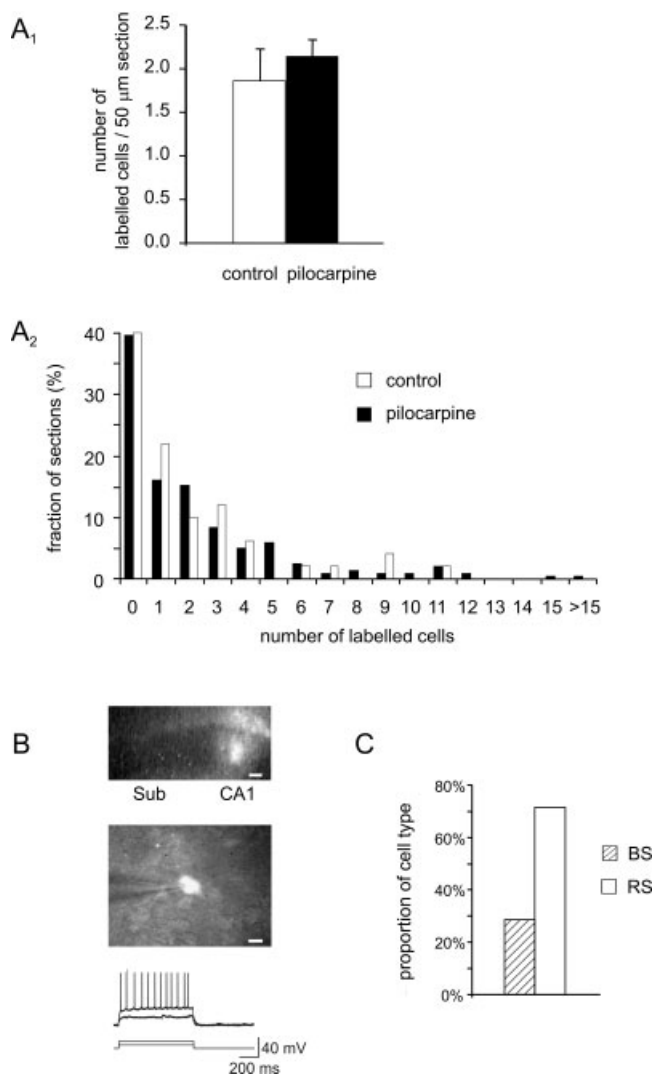 A1
number of
labelled cells / 50 µm section
2.5
2.0
1.5
1.0
0.5
0.0
control pilocarpine
A2
fraction of sections (%)
40
30
20
10
0
control
pilocarpine
0 1 2 3 4 5 6 7 8 9 10 11 12 13 14 15 >15
number of labelled cells
B
Sub CA1
40 mV
200 ms
C
proportion of cell type
80%
60%
40%
20%
0%
BS
RS